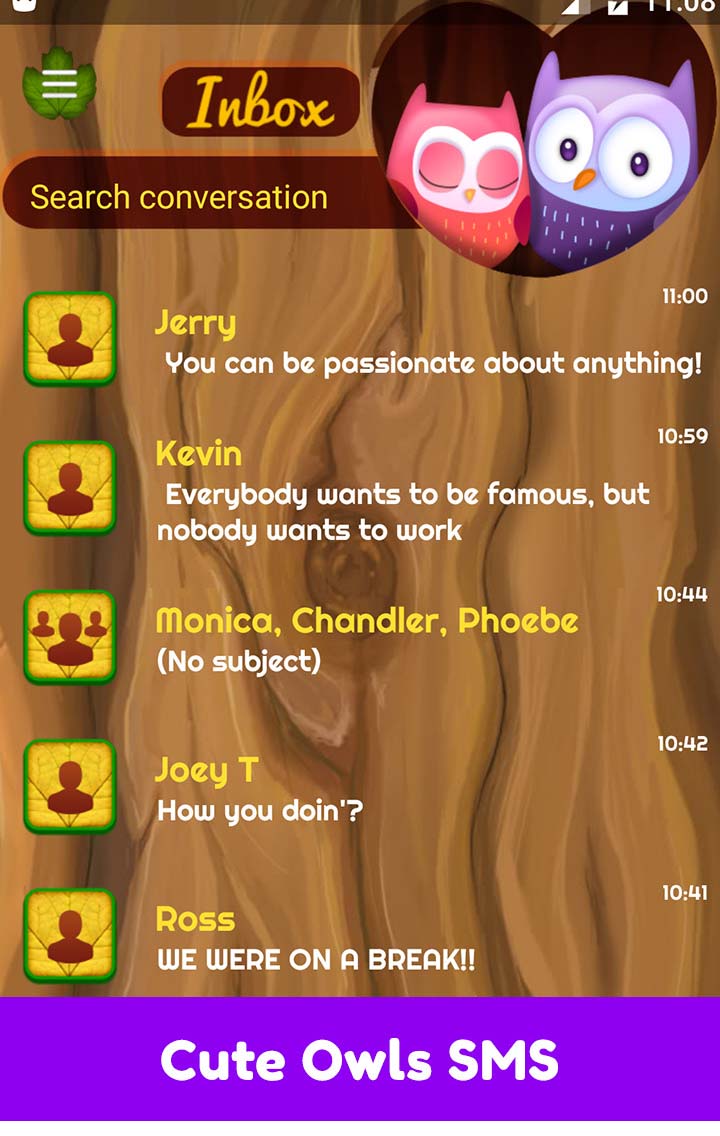 11:08
Inbox
Search conversation
11:00
Jerry
You can be passionate about anything!
10:59
Kevin
Everybody wants to be famous, but
nobody wants to work
10:44
Monica, Chandler, Phoebe
(No subject)
10:42
Joey T
How you doin'?
10:41
Ross
WE WERE ON A BREAK!!
Cute Owls SMS